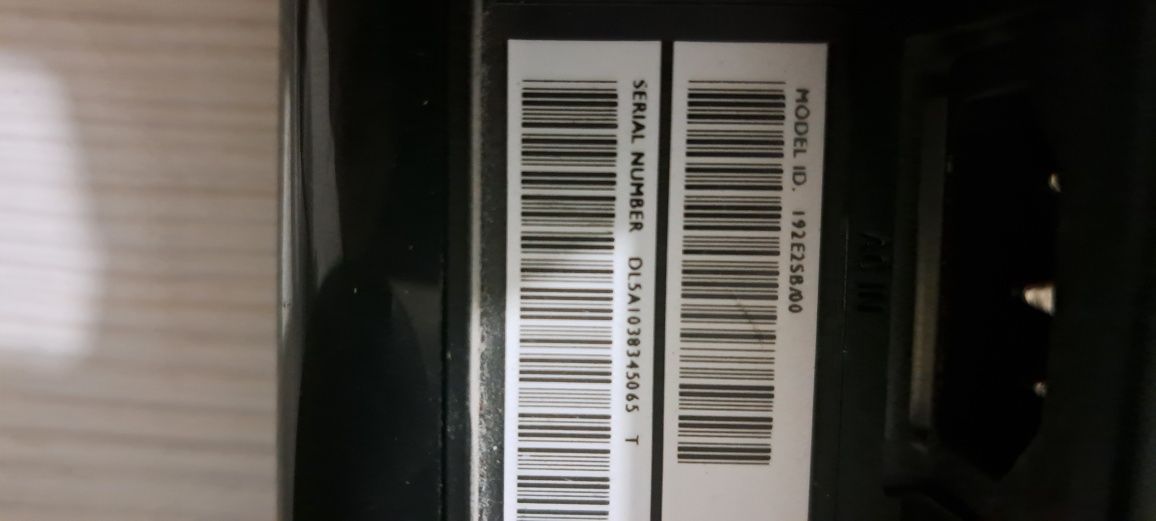 MODEL ID. 192E2SB/00
SERIAL NUMBER DL5A1038345065 T
AC IN